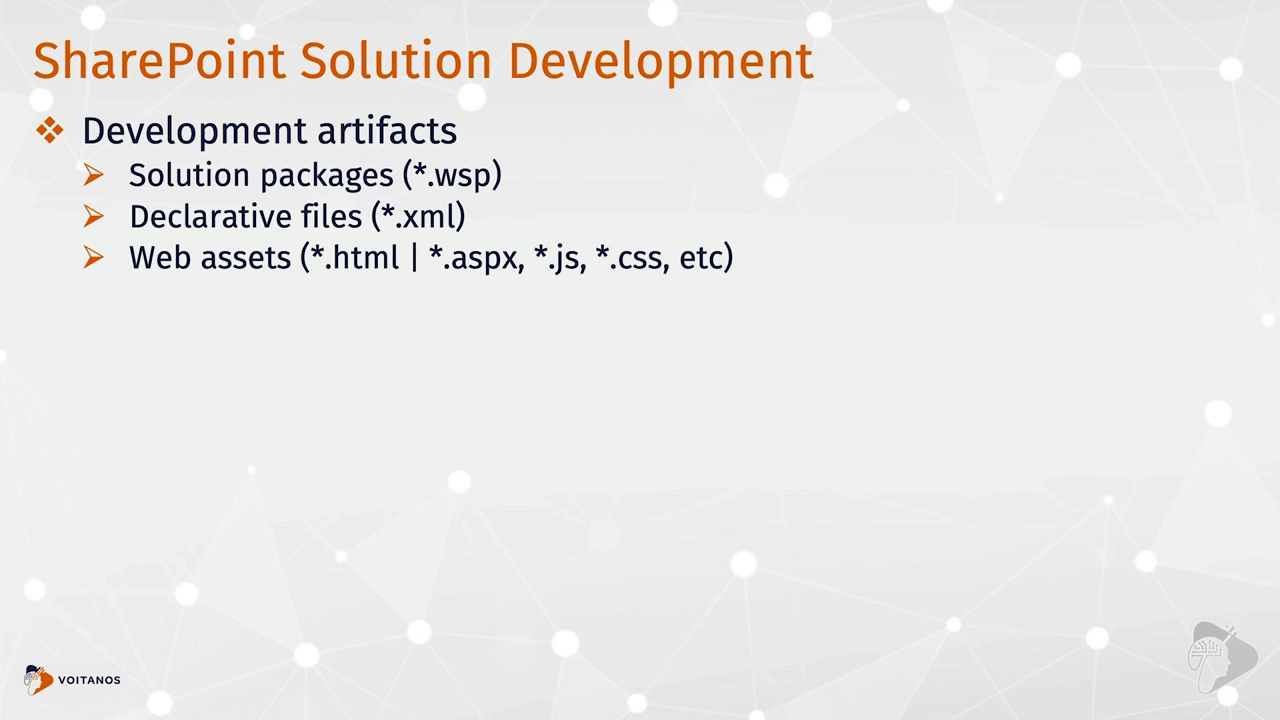 SharePoint Solution Development
Development artifacts
Solution packages (*.wsp)
Declarative files (*.xml)
Web assets (*.html | *.aspx, *.js, *.css, etc)
VOITANOS